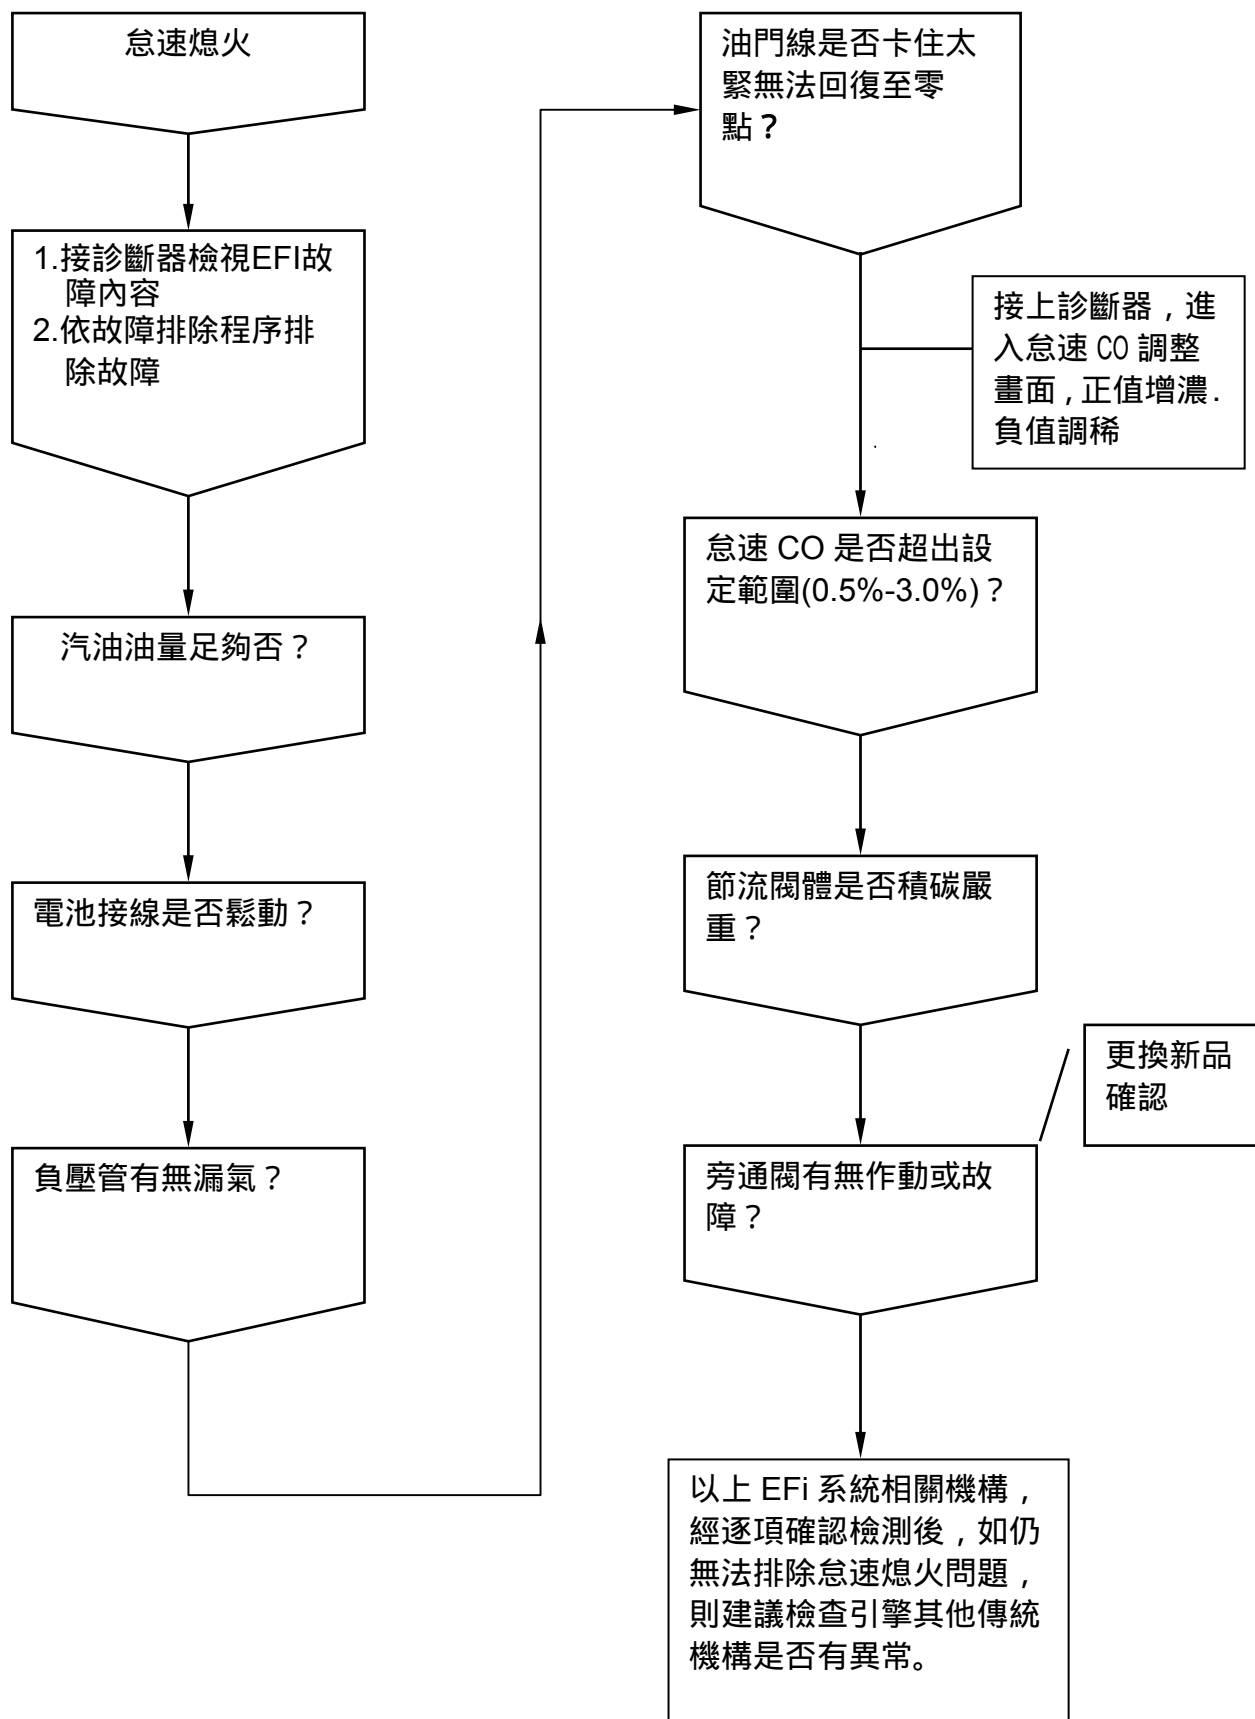 怠速熄火
1.接診斷器檢視EFI故
障內容
2.依故障排除程序排
除故障
汽油油量足夠否？
電池接線是否鬆動？
負壓管有無漏氣？
油門線是否卡住太
緊無法回復至零
點？
接上診斷器，進
入怠速 CO 調整
畫面，正值增濃．
負值調稀
怠速 CO 是否超出設
定範圍(0.5%-3.0%)？
節流閥體是否積碳嚴
重？
更換新品
確認
旁通閥有無作動或故
障？
以上 EFi 系統相關機構，
經逐項確認檢測後，如仍
無法排除怠速熄火問題，
則建議檢查引擎其他傳統
機構是否有異常。